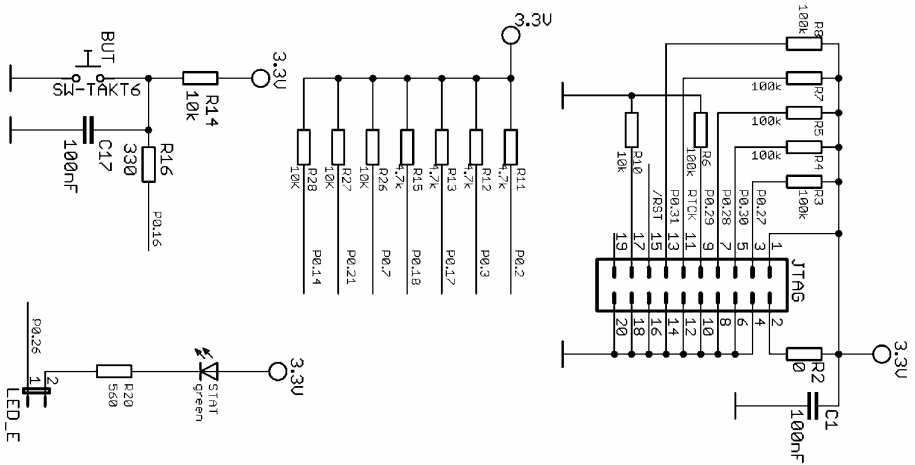 3.3V
BUT
SW-TAKT6
R14
10k
C17
100nF
R16
330
P0.16
3.3V
R28
10K
R27
10K
R26
10K
R15
4.7k
R13
4.7k
R12
4.7k
R11
4.7k
P0.14
P0.21
P0.7
P0.18
P0.17
P0.3
P0.2
R8
100k
R7
100k
R5
100k
R4
100k
R3
100k
R10
10k
R6
100k
/RST
P0.31
RTCK
P0.29
P0.28
P0.30
P0.27
19
17
15
13
11
9
7
5
3
1
JTAG
20
18
16
14
12
10
8
6
4
2
R2
0
3.3V
C1
100nF
P0.26
1
2
LED_E
R20
560
STAT
green
3.3V